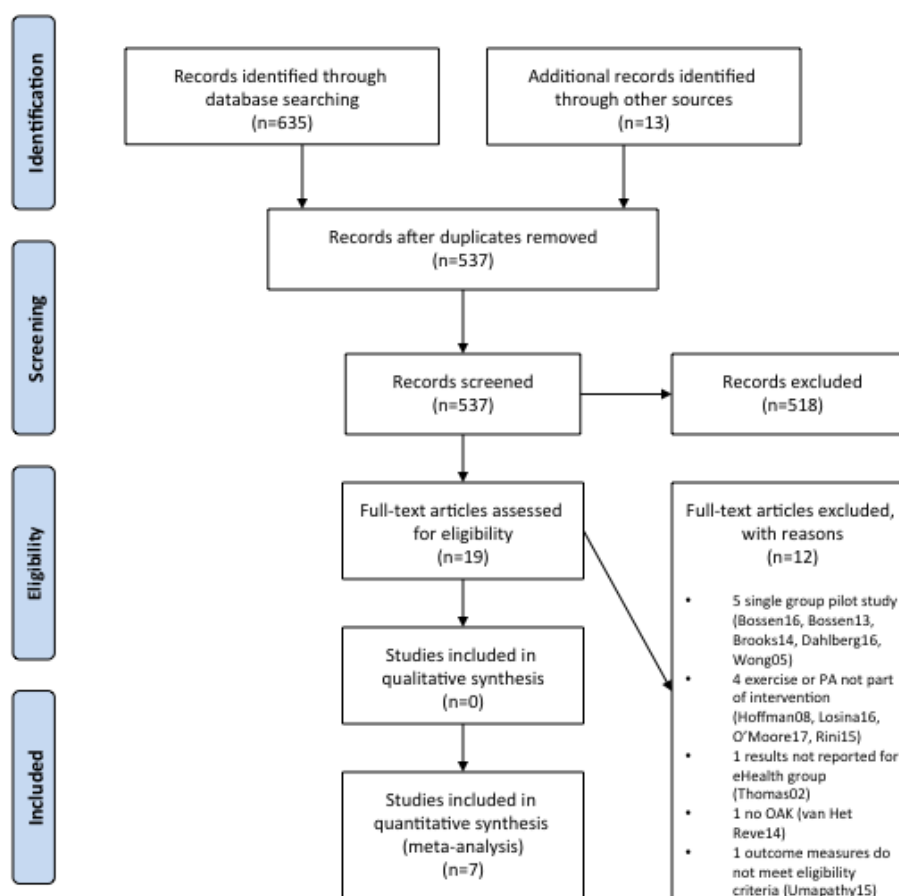 Identification
Records identified through
database searching
(n=635)
Additional records identified
through other sources
(n=13)
Records after duplicates removed
(n=537)
Screening
Records screened
(n=537)
Records excluded
(n=518)
Eligibility
Full-text articles assessed
for eligibility
(n=19)
Full-text articles excluded,
with reasons
(n=12)
• 5 single group pilot study
(Bossen16, Bossen13,
Brooks14, Dahlberg16,
Wong05)
• 4 exercise or PA not part
of intervention
(Hoffman08, Losina16,
O'Moore17, Rini15)
• 1 results not reported for
eHealth group
(Thomas02)
• 1 no OAK (van Het
Reve14)
• 1 outcome measures do
not meet eligibility
criteria (Umapathy15)
Studies included in
qualitative synthesis
(n=0)
Included
Studies included in
quantitative synthesis
(meta-analysis)
(n=7)